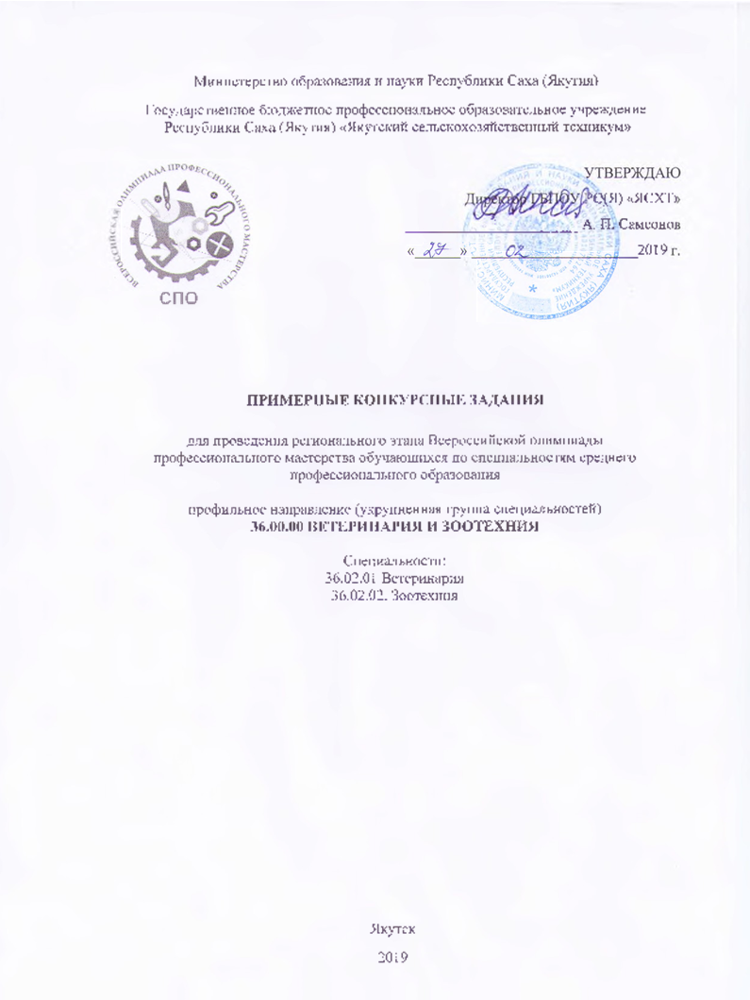 Министерство образования и науки Республики Саха (Якутия)
Государственное бюджетное профессиональное образовательное учреждение
Республики Саха (Якутия) «Якутский сельскохозяйственный техникум»
ВСЕРОССИЙСКАЯ ОЛИМПИАДА ПРОФЕССИОНАЛЬНОГО МАСТЕРСТВА
СПО
УТВЕРЖДАЮ
Директор ГБПОУ РС(Я) «ЯСХТ»
А. П. Самсонов
« 27 » 02 2019 г.
ПРИМЕРНЫЕ КОНКУРСНЫЕ ЗАДАНИЯ
для проведения регионального этапа Всероссийской олимпиады
профессионального мастерства обучающихся по специальностям среднего
профессионального образования
профильное направление (укрупненная группа специальностей)
36.00.00 ВЕТЕРИНАРИЯ И ЗООТЕХНИЯ
Специальности:
36.02.01 Ветеринария
36.02.02. Зоотехния
Якутск
2019